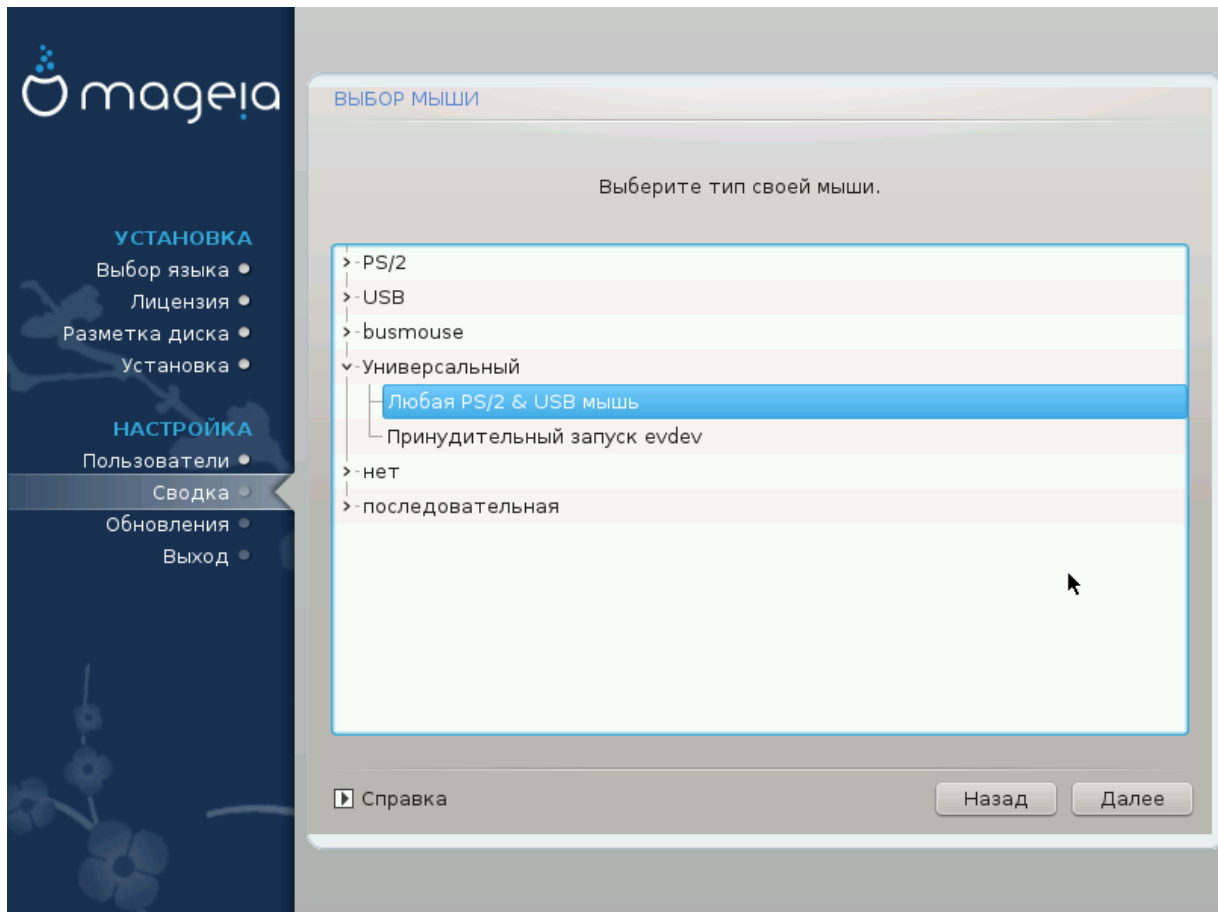 mageia
УСТАНОВКА
Выбор языка
Лицензия
Разметка диска
Установка
НАСТРОЙКА
Пользователи
Сводка
Обновления
Выход
ВЫБОР МЫШИ
Выберите тип своей мыши.
PS/2
USB
busmouse
Универсальный
Любая PS/2 & USB мышь
Принудительный запуск evdev
нет
последовательная
Справка
Назад
Далее